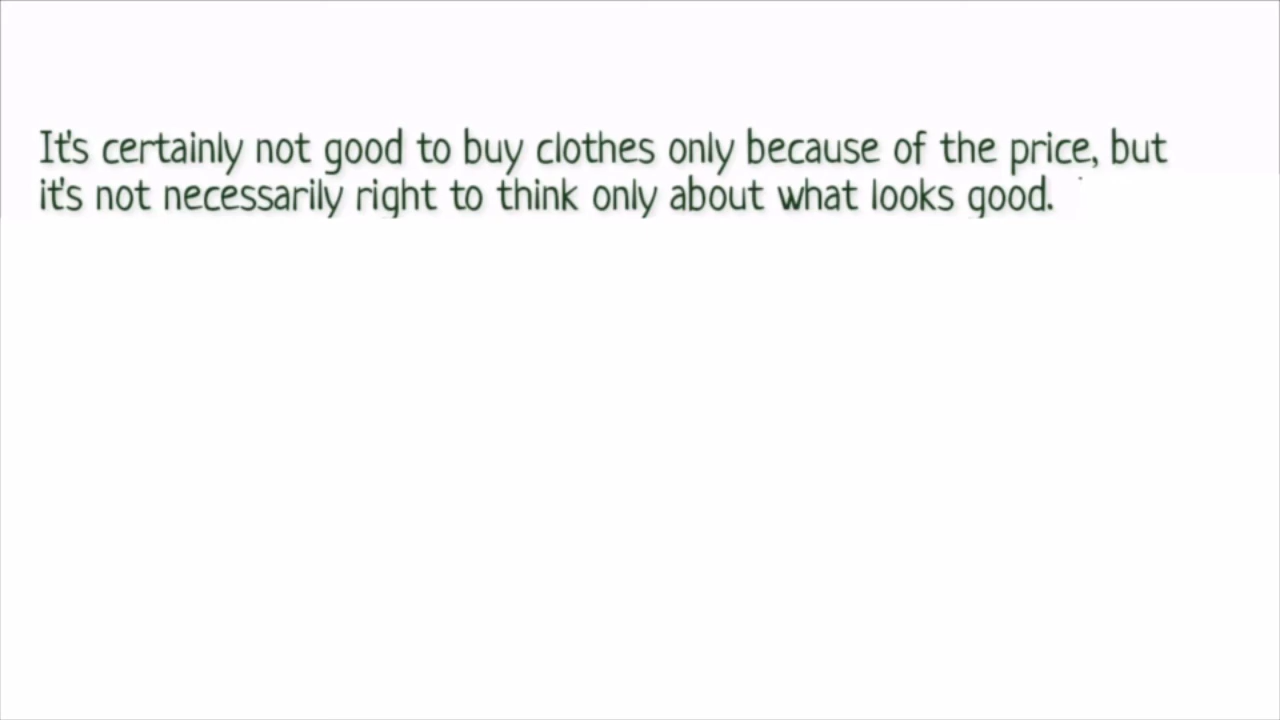 It's certainly not good to buy clothes only because of the price, but
it's not necessarily right to think only about what looks good.